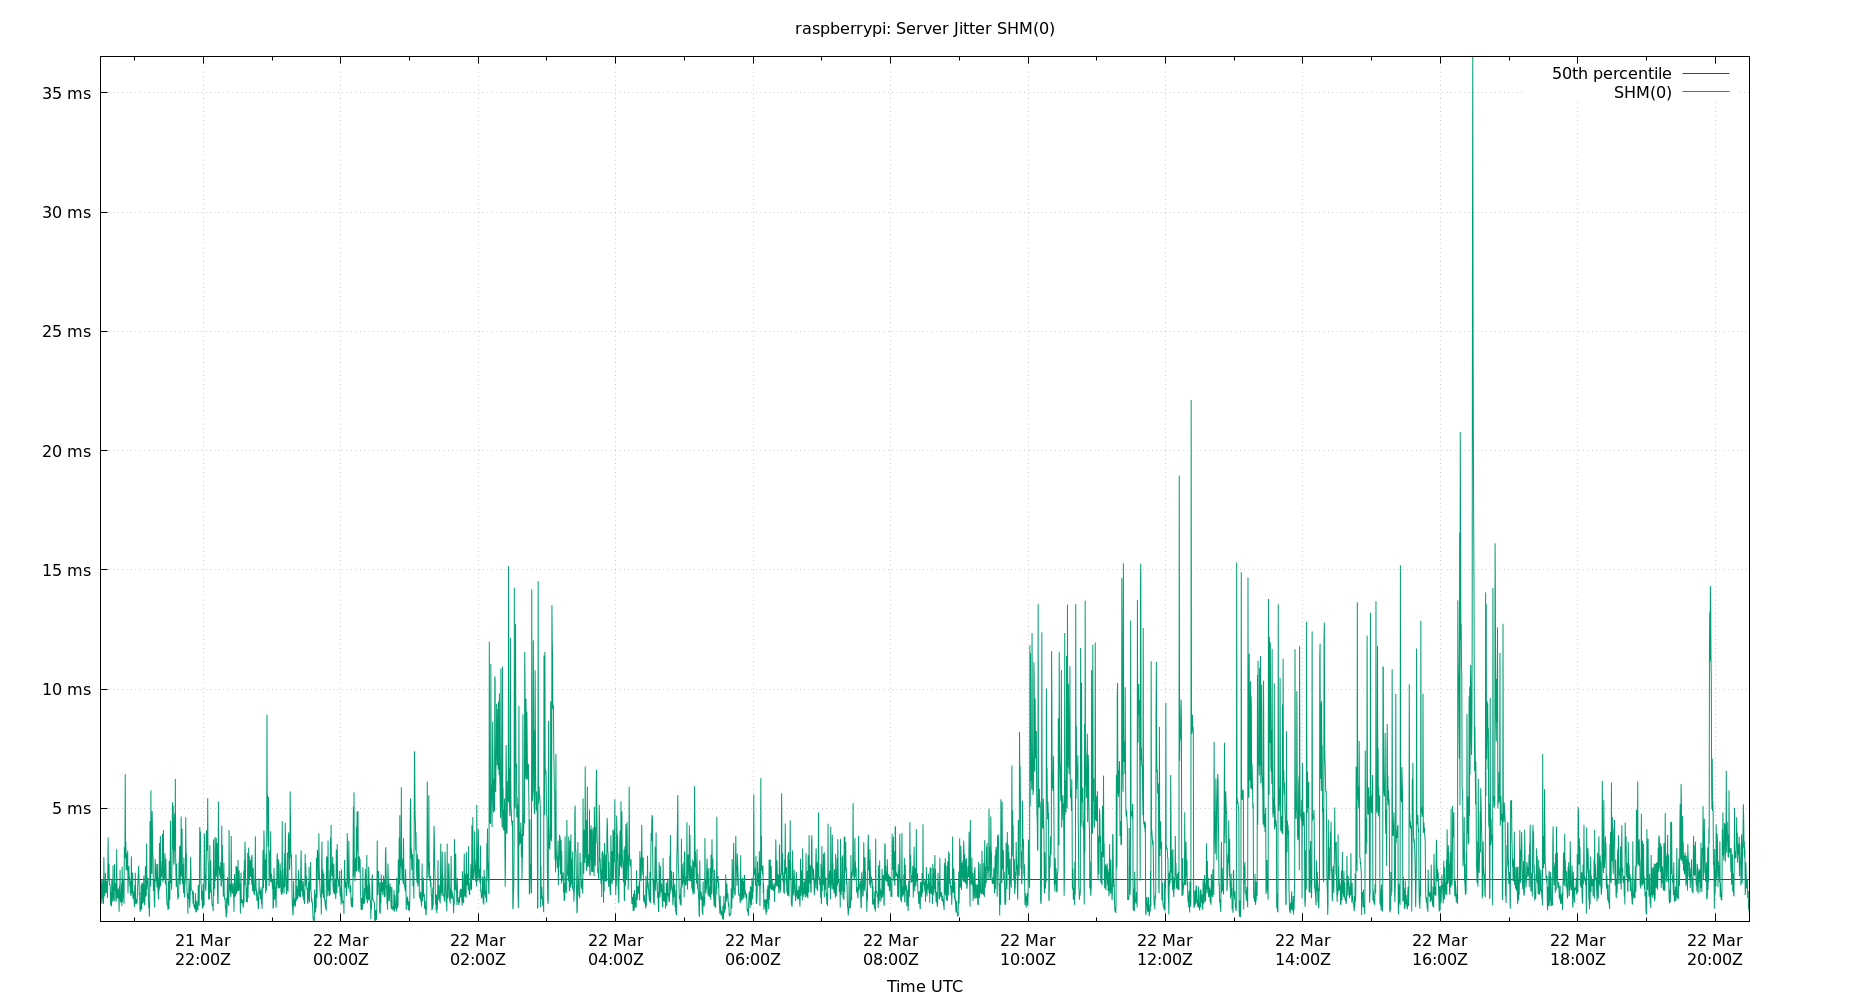 raspberrypi: Server Jitter SHM(0)
50th percentile
SHM(0)
35 ms
30 ms
25 ms
20 ms
15 ms
10 ms
5 ms
21 Mar 22 Mar 22 Mar 22 Mar 22 Mar 22 Mar 22 Mar 22 Mar 22 Mar 22 Mar 22 Mar 22 Mar
22:00Z 00:00Z 02:00Z 04:00Z 06:00Z 08:00Z 10:00Z 12:00Z 14:00Z 16:00Z 18:00Z 20:00Z
Time UTC